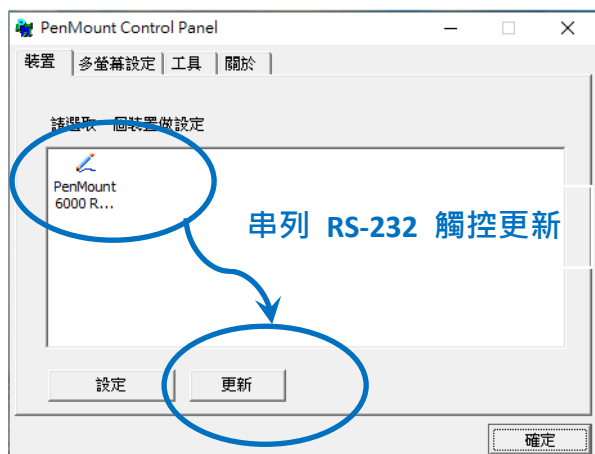 PenMount Control Panel
裝置 多螢幕設定 工具 關於
請選取一個裝置做設定
PenMount
6000 R...
串列 RS-232 觸控更新
設定 更新
確定